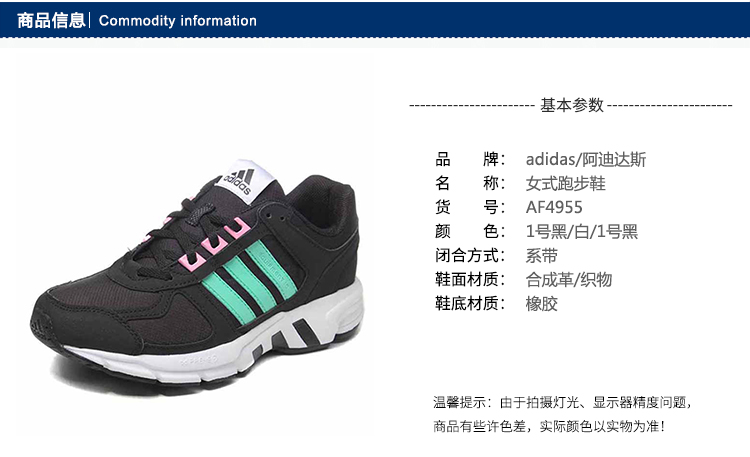 商品信息 | Commodity information
基本参数
品 牌： adidas/阿迪达斯
名 称： 女式跑步鞋
货 号： AF4955
颜 色： 1号黑/白/1号黑
闭合方式： 系带
鞋面材质： 合成革/织物
鞋底材质： 橡胶
adidas
温馨提示：由于拍摄灯光、显示器精度问题，
商品有些许色差，实际颜色以实物为准！